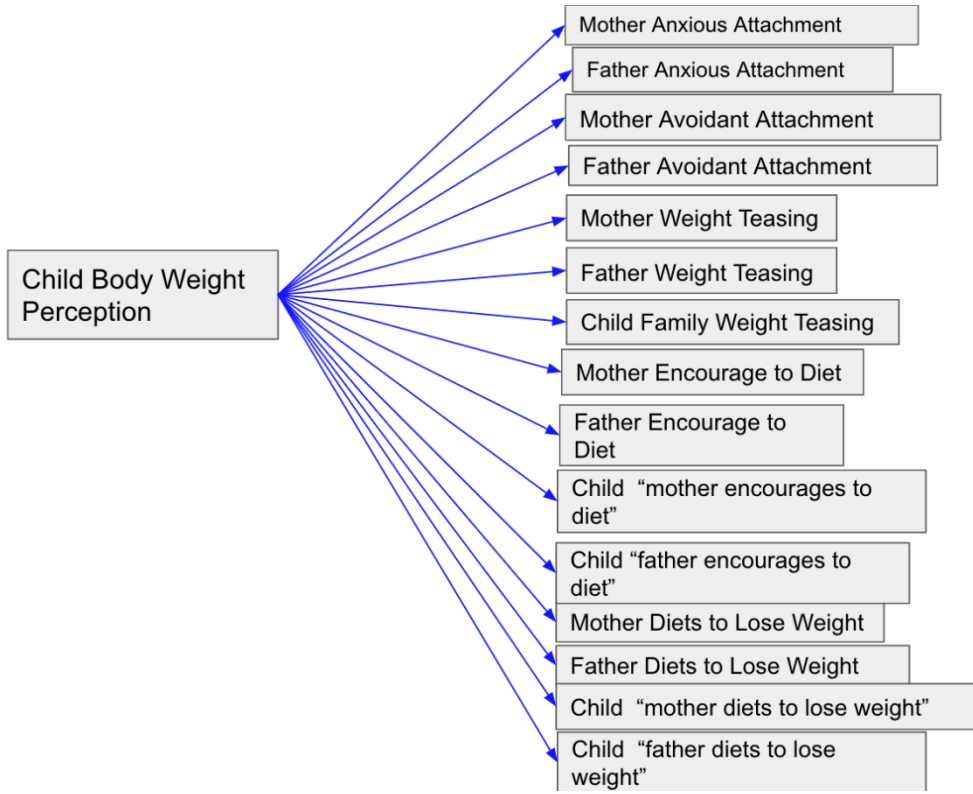 Mother Anxious Attachment
Father Anxious Attachment
Mother Avoidant Attachment
Father Avoidant Attachment
Mother Weight Teasing
Child Body Weight
Perception
Father Weight Teasing
Child Family Weight Teasing
Mother Encourage to Diet
Father Encourage to
Diet
Child “mother encourages to
diet”
Child “father encourages to
diet”
Mother Diets to Lose Weight
Father Diets to Lose Weight
Child “mother diets to lose weight”
Child “father diets to lose
weight”